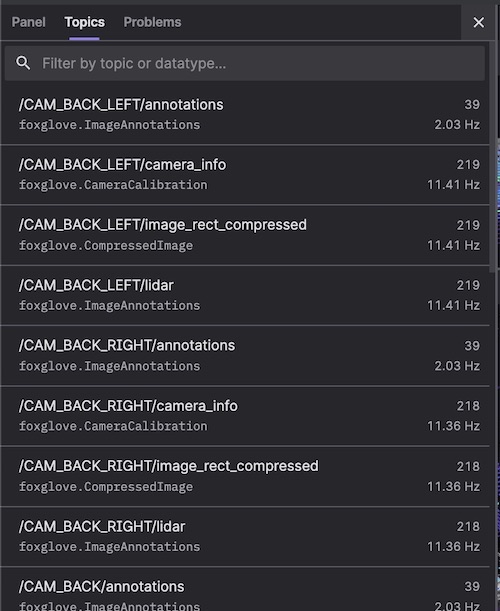 Panel Topics Problems
Filter by topic or datatype...
/CAM_BACK_LEFT/annotations 39
foxglove.ImageAnnotations 2.03 Hz
/CAM_BACK_LEFT/camera_info 219
foxglove.CameraCalibration 11.41 Hz
/CAM_BACK_LEFT/image_rect_compressed 219
foxglove.CompressedImage 11.41 Hz
/CAM_BACK_LEFT/lidar 219
foxglove.ImageAnnotations 11.41 Hz
/CAM_BACK_RIGHT/annotations 39
foxglove.ImageAnnotations 2.03 Hz
/CAM_BACK_RIGHT/camera_info 218
foxglove.CameraCalibration 11.36 Hz
/CAM_BACK_RIGHT/image_rect_compressed 218
foxglove.CompressedImage 11.36 Hz
/CAM_BACK_RIGHT/lidar 218
foxglove.ImageAnnotations 11.36 Hz
/CAM_BACK/annotations 39
foxglove.ImageAnnotations 2.03 Hz